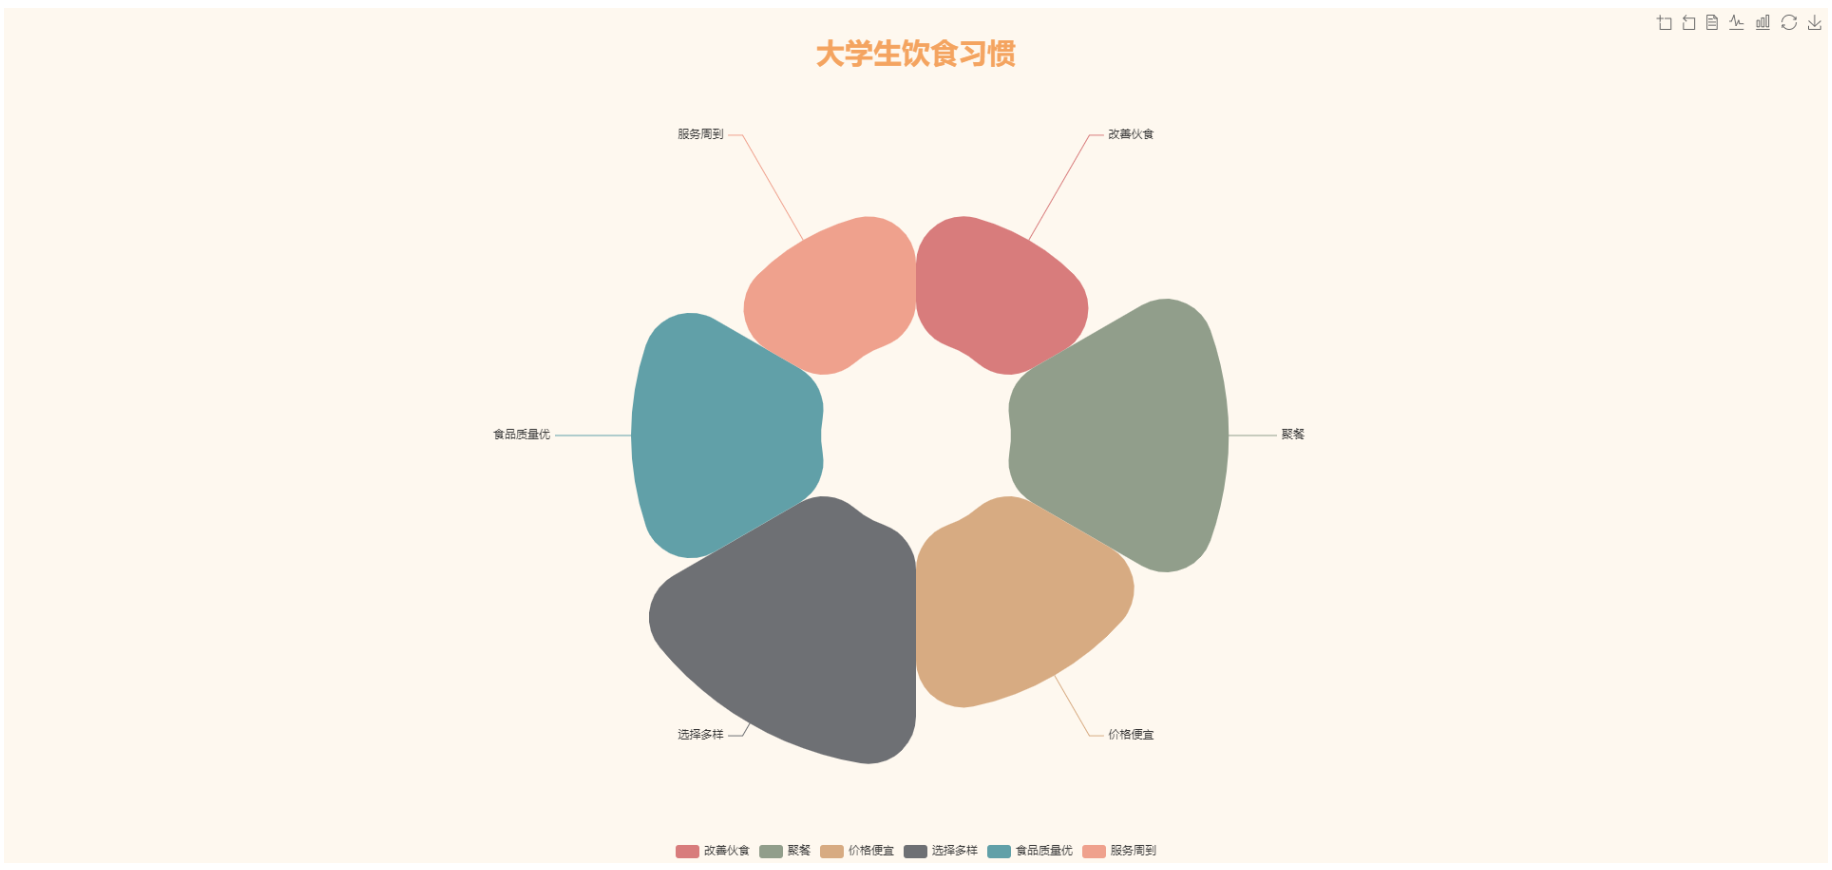 大学生饮食习惯
服务周到
改善伙食
食品质量优
聚餐
选择多样
价格便宜
改善伙食 聚餐 价格便宜 选择多样 食品质量优 服务周到